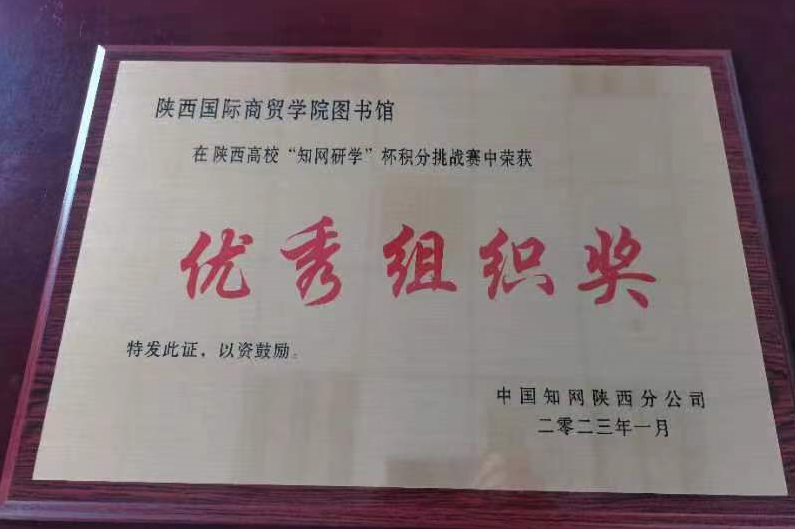 陕西国际商贸学院图书馆
在陕西高校“知网研学”杯积分挑战赛中荣获
优秀组织奖
特发此证，以资鼓励。
中国知网陕西分公司
二零二三年一月